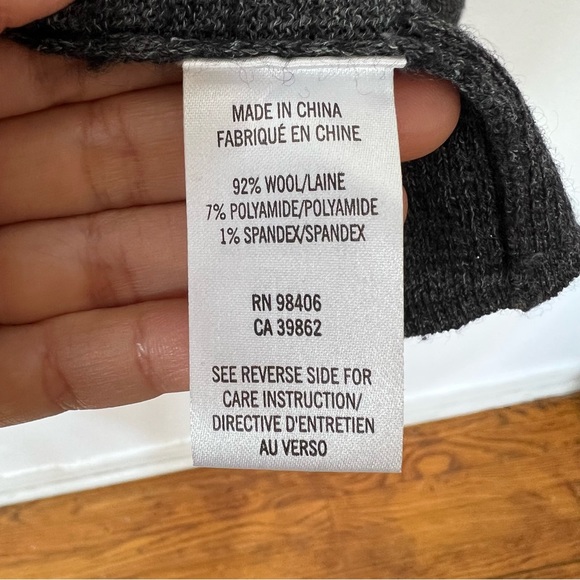 MADE IN CHINA
FABRIQUÉ EN CHINE
92% WOOL/LAINE
7% POLYAMIDE/POLYAMIDE
1% SPANDEX/SPANDEX
RN 98406
CA 39862
SEE REVERSE SIDE FOR
CARE INSTRUCTION/
DIRECTIVE D'ENTRETIEN
AU VERSO